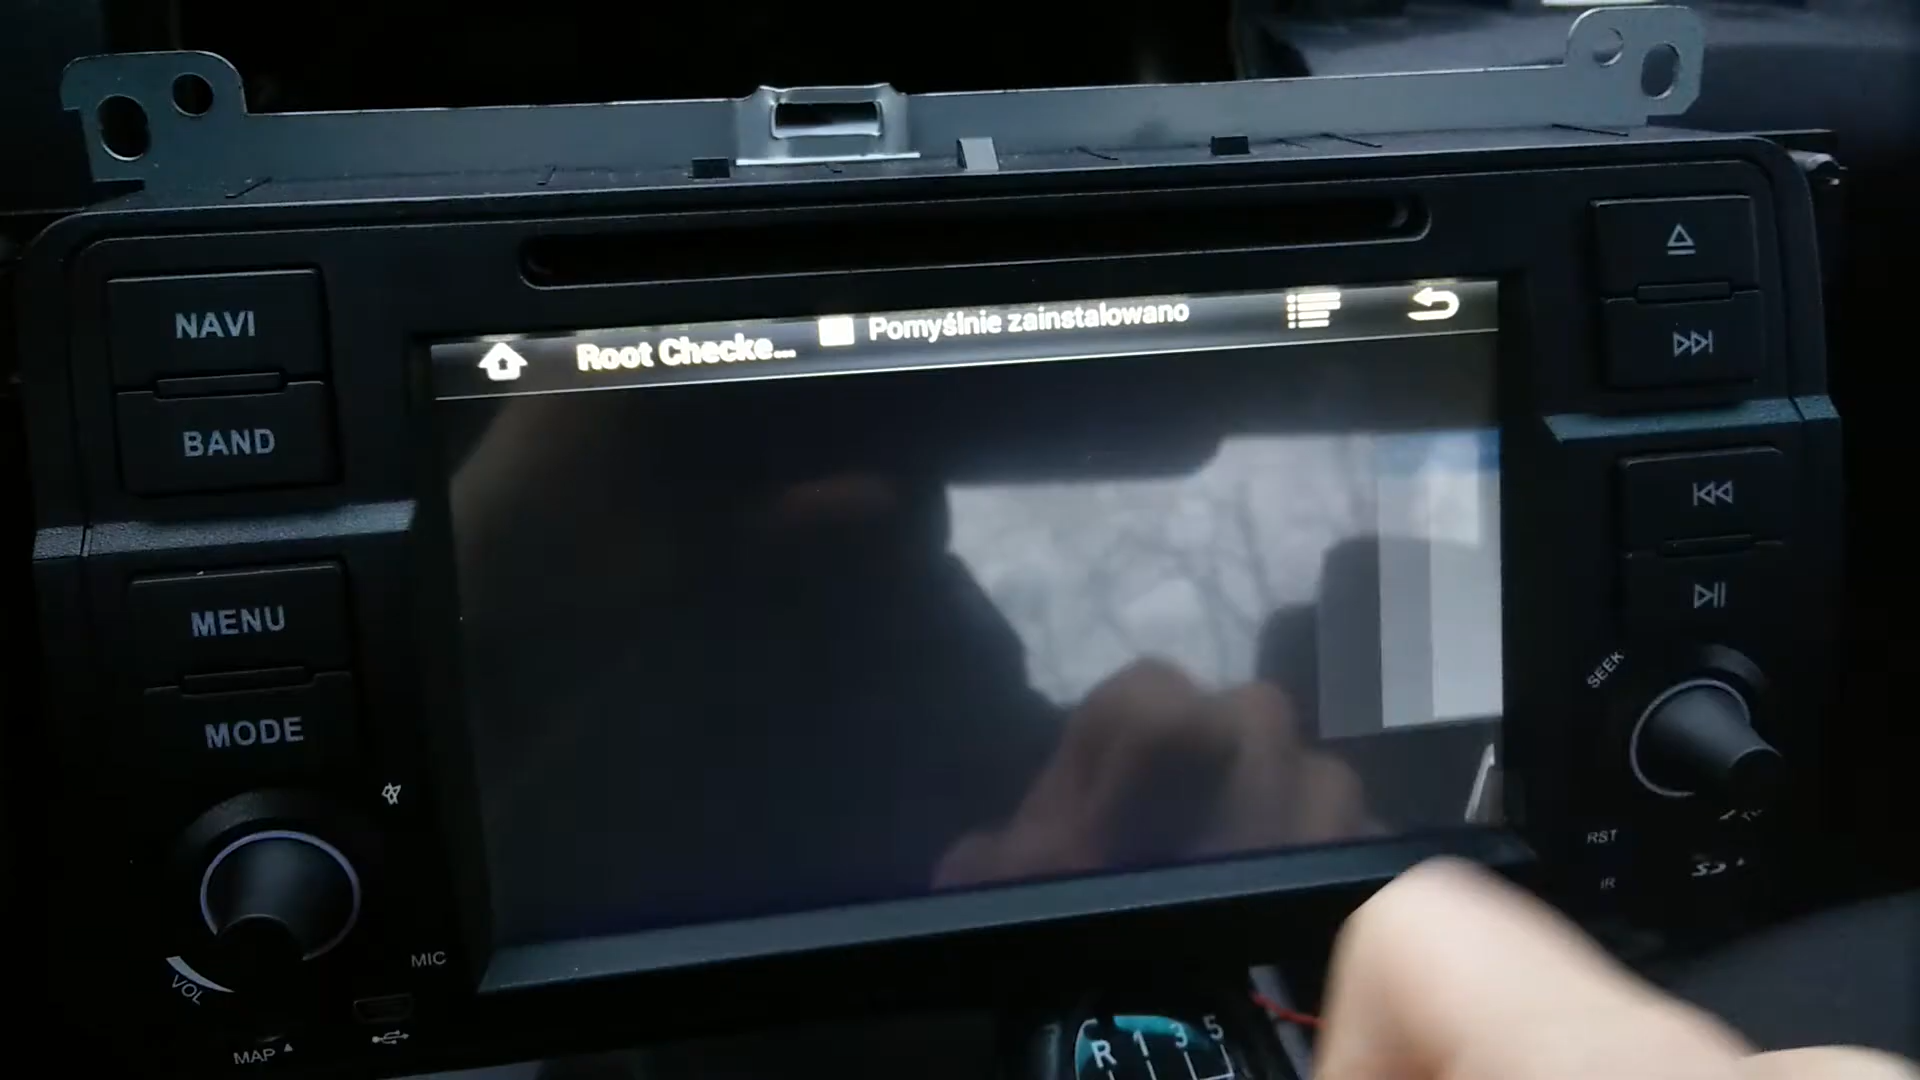 Root Checke...
Pomyślnie zainstalowano
NAVI
BAND
MENU
MODE
VOL
MIC
MAP
SEEK
RST
IR
R 1 3 5